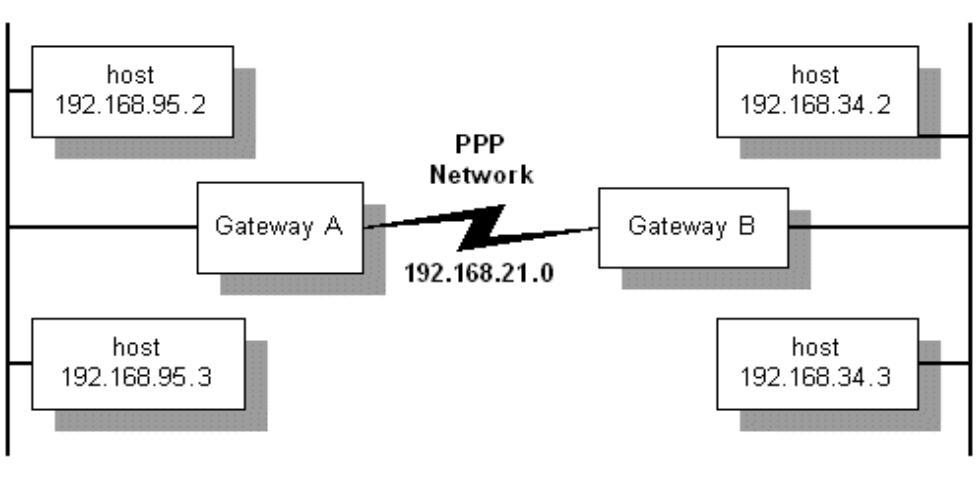 host
192.168.95.2
host
192.168.34.2
PPP
Network
Gateway A
Gateway B
192.168.21.0
host
192.168.95.3
host
192.168.34.3